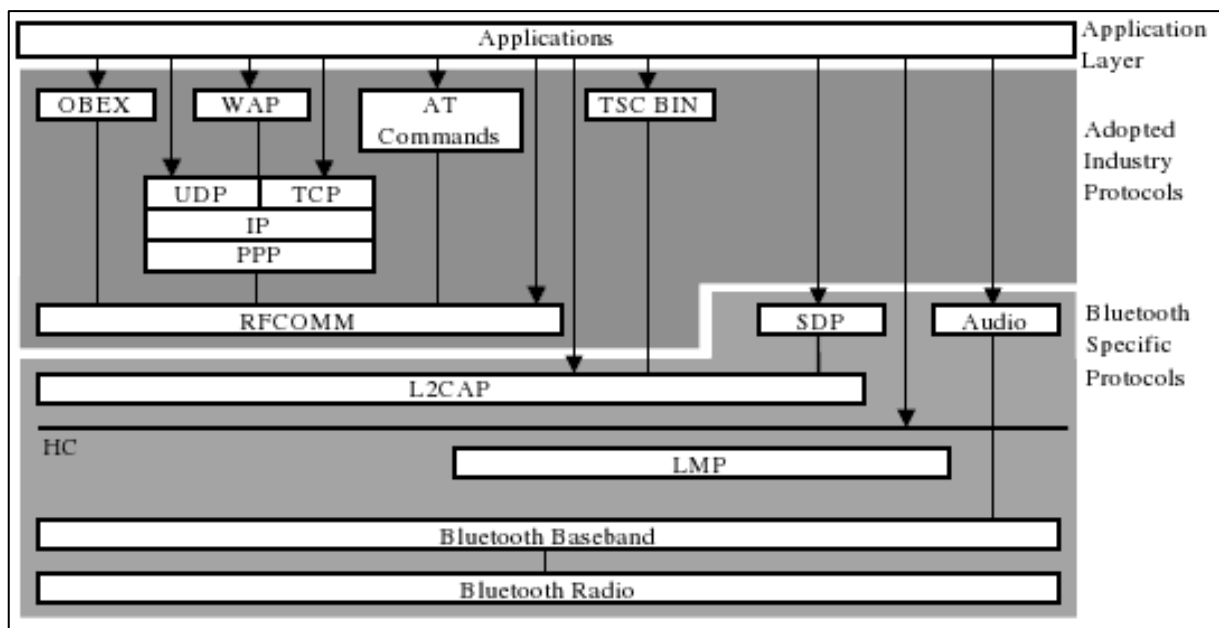 Applications
Application
Layer
OBEX
WAP
AT
Commands
TSC BIN
Adopted
Industry
Protocols
UDP
TCP
IP
PPP
RFCOMM
SDP
Audio
Bluetooth
Specific
Protocols
L2CAP
HC
LMP
Bluetooth Baseband
Bluetooth Radio